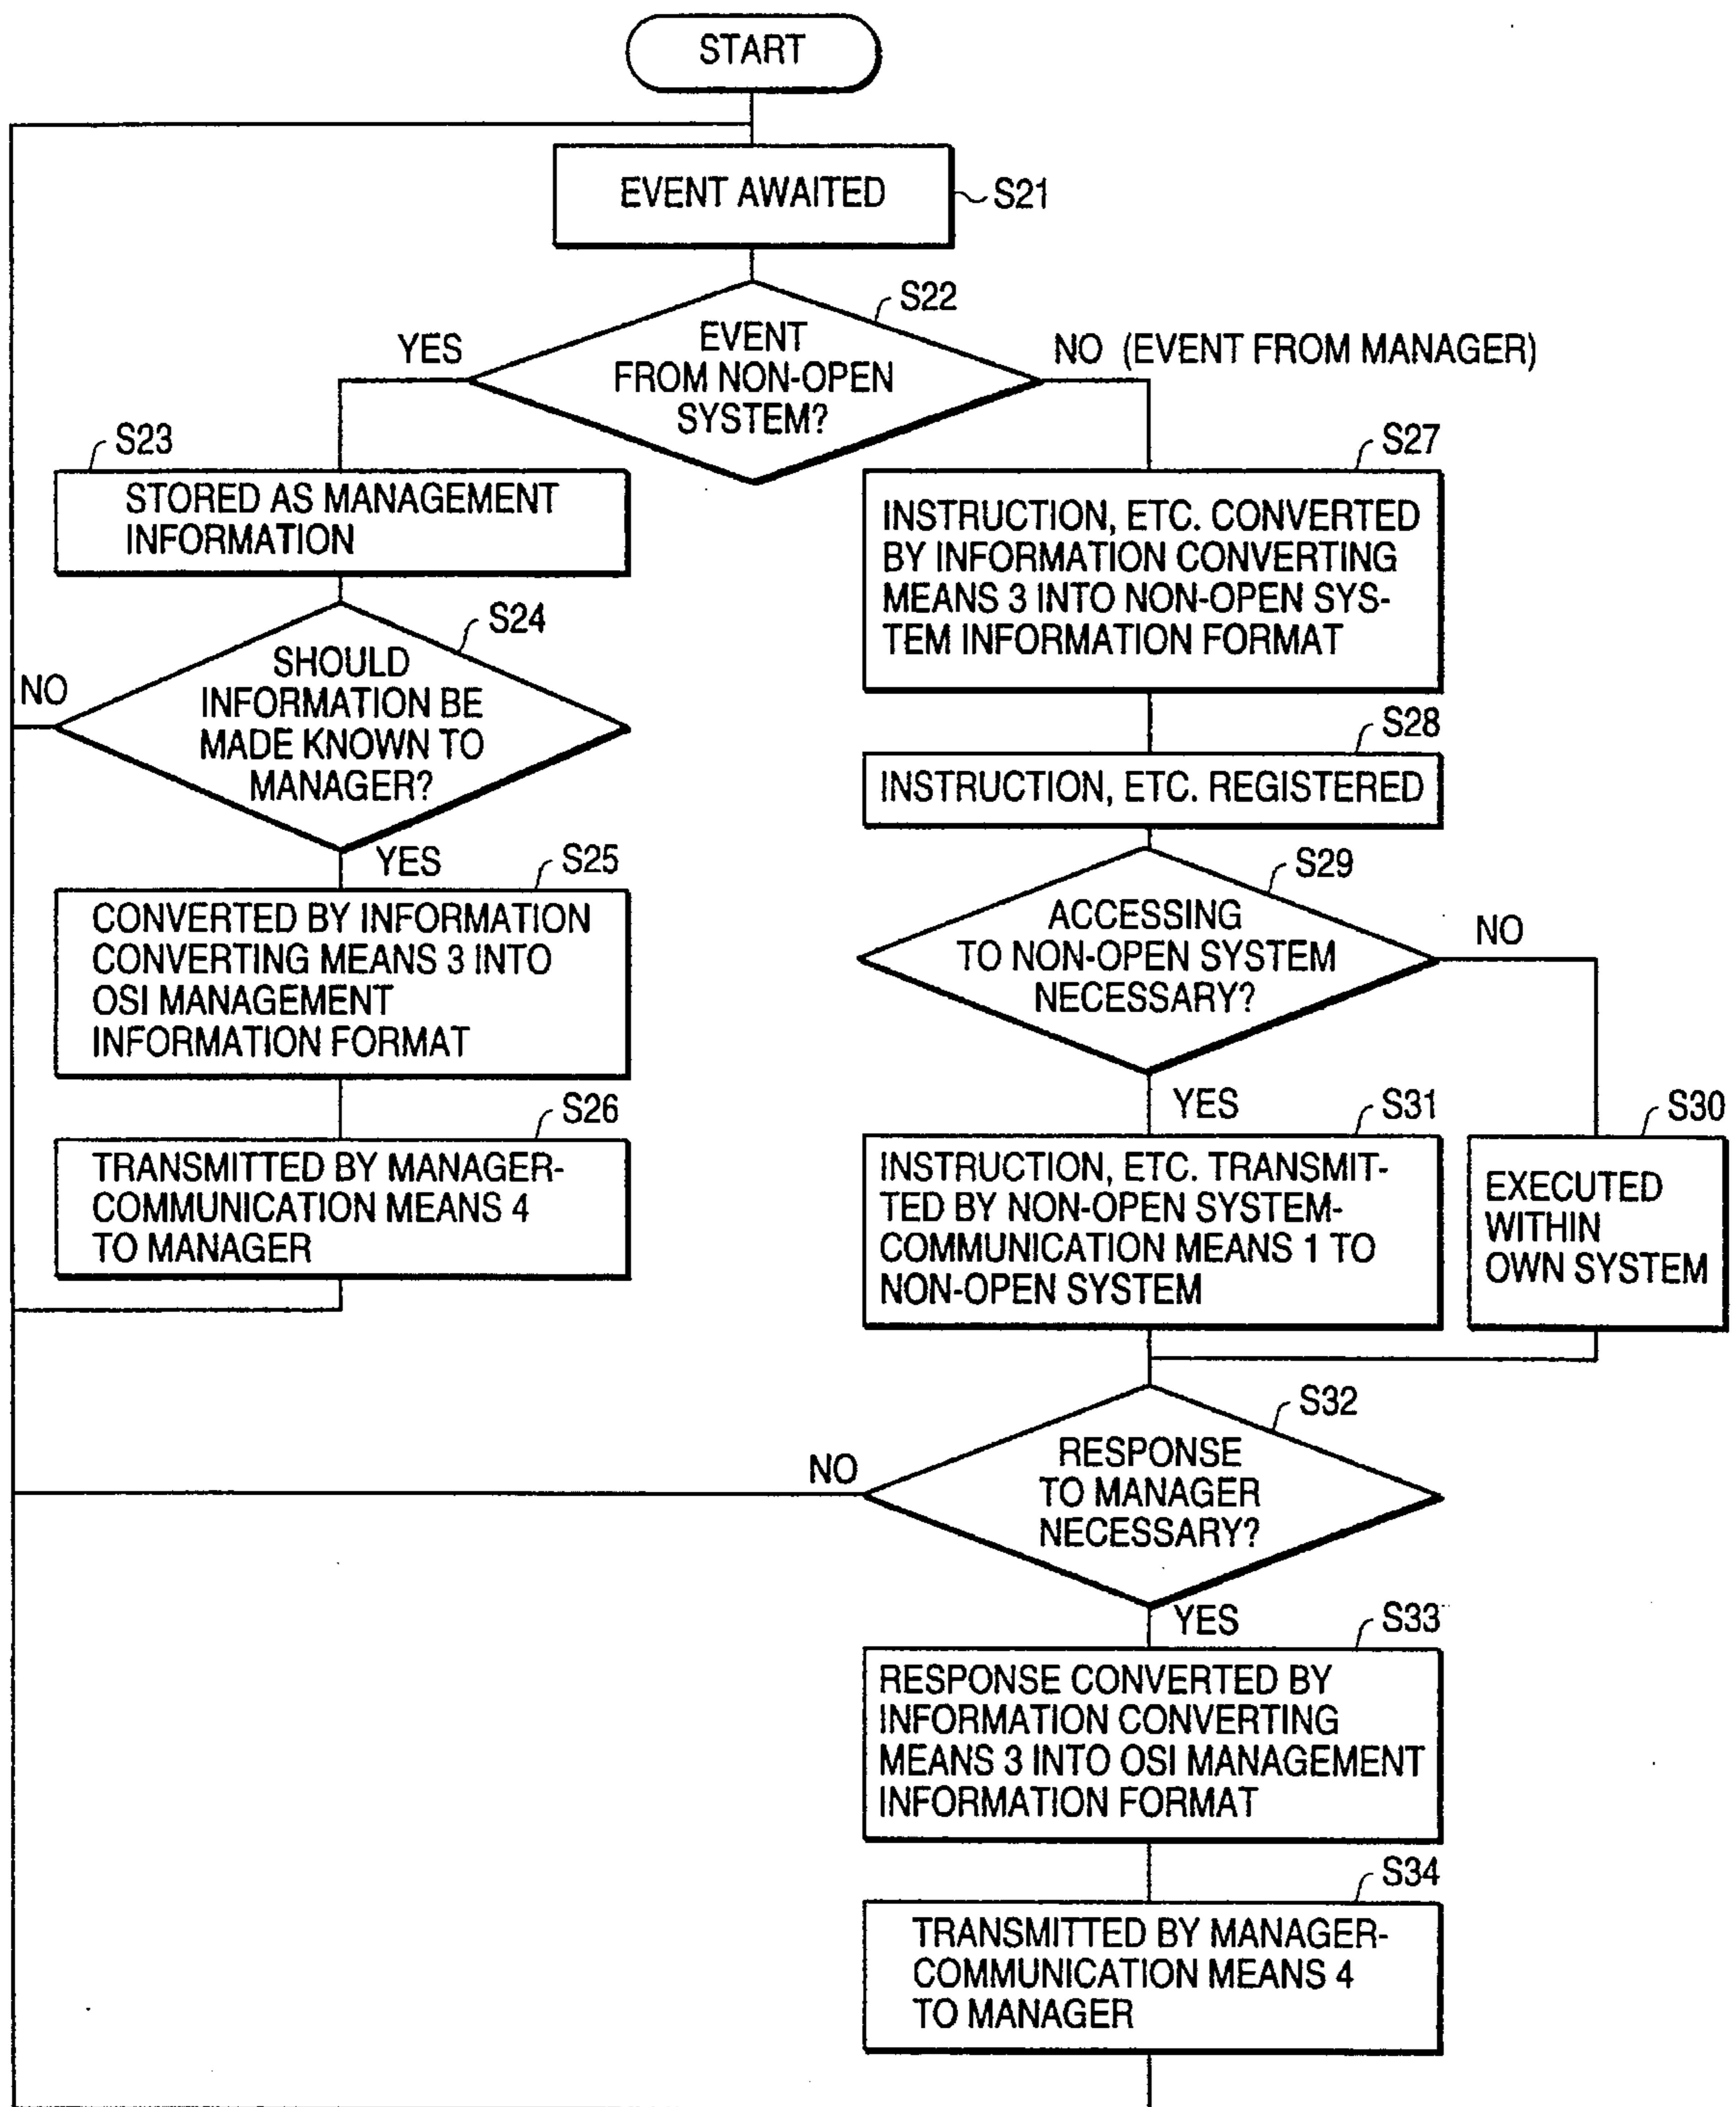 START
EVENT AWAITED
S21
S22
EVENT
FROM NON-OPEN
SYSTEM?
YES
NO (EVENT FROM MANAGER)
S23
STORED AS MANAGEMENT
INFORMATION
S24
SHOULD
INFORMATION BE
MADE KNOWN TO
MANAGER?
NO
YES
S25
CONVERTED BY INFORMATION
CONVERTING MEANS 3 INTO
OSI MANAGEMENT
INFORMATION FORMAT
S26
TRANSMITTED BY MANAGER-
COMMUNICATION MEANS 4
TO MANAGER
S27
INSTRUCTION, ETC. CONVERTED
BY INFORMATION CONVERTING
MEANS 3 INTO NON-OPEN SYS-
TEM INFORMATION FORMAT
S28
INSTRUCTION, ETC. REGISTERED
S29
ACCESSING
TO NON-OPEN SYSTEM
NECESSARY?
NO
YES
S31
INSTRUCTION, ETC. TRANSMIT-
TED BY NON-OPEN SYSTEM-
COMMUNICATION MEANS 1 TO
NON-OPEN SYSTEM
S30
EXECUTED
WITHIN
OWN SYSTEM
S32
RESPONSE
TO MANAGER
NECESSARY?
NO
YES
S33
RESPONSE CONVERTED BY
INFORMATION CONVERTING
MEANS 3 INTO OSI MANAGEMENT
INFORMATION FORMAT
S34
TRANSMITTED BY MANAGER-
COMMUNICATION MEANS 4
TO MANAGER